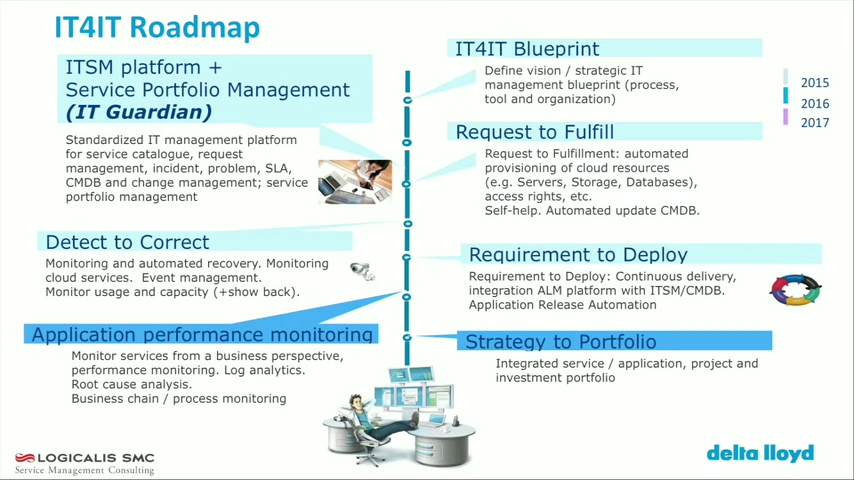 IT4IT Roadmap
ITSM platform +
Service Portfolio Management
(IT Guardian)
Standardized IT management platform
for service catalogue, request
management, incident, problem, SLA,
CMDB and change management; service
portfolio management
Detect to Correct
Monitoring and automated recovery. Monitoring
cloud services. Event management.
Monitor usage and capacity (+show back).
Application performance monitoring
Monitor services from a business perspective,
performance monitoring. Log analytics.
Root cause analysis.
Business chain / process monitoring
IT4IT Blueprint
Define vision / strategic IT
management blueprint (process,
tool and organization)
Request to Fulfill
Request to Fulfillment: automated
provisioning of cloud resources
(e.g. Servers, Storage, Databases),
access rights, etc.
Self-help. Automated update CMDB.
Requirement to Deploy
Requirement to Deploy: Continuous delivery,
integration ALM platform with ITSM/CMDB.
Application Release Automation
Strategy to Portfolio
Integrated service / application, project and
investment portfolio
2015
2016
2017
LOGICALIS SMC
Service Management Consulting
delta lloyd